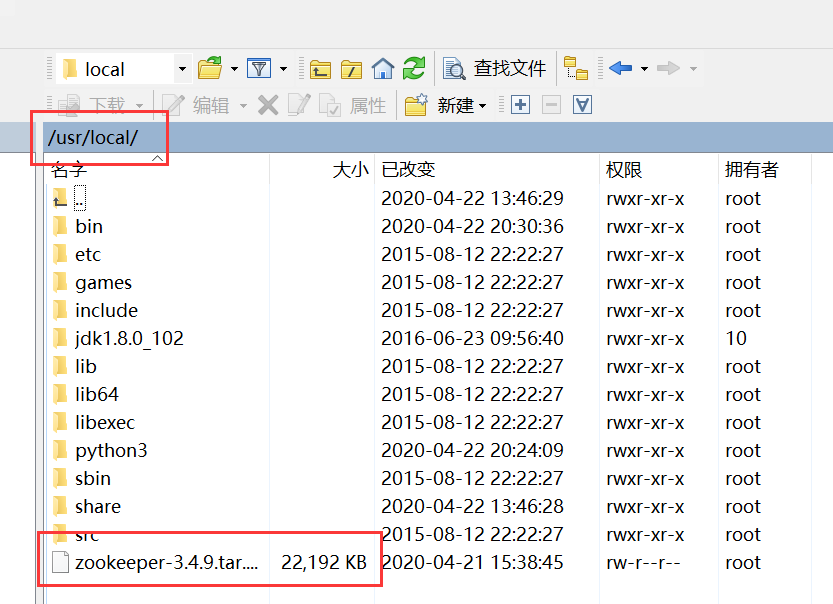 local 查找文件
下载 编辑 属性 新建
/usr/local/
名字 大小 已改变 权限 拥有者
.. 2020-04-22 13:46:29 rwxr-xr-x root
bin 2020-04-22 20:30:36 rwxr-xr-x root
etc 2015-08-12 22:22:27 rwxr-xr-x root
games 2015-08-12 22:22:27 rwxr-xr-x root
include 2015-08-12 22:22:27 rwxr-xr-x root
jdk1.8.0_102 2016-06-23 09:56:40 rwxr-xr-x 10
lib 2015-08-12 22:22:27 rwxr-xr-x root
lib64 2015-08-12 22:22:27 rwxr-xr-x root
libexec 2015-08-12 22:22:27 rwxr-xr-x root
python3 2020-04-22 20:24:09 rwxr-xr-x root
sbin 2015-08-12 22:22:27 rwxr-xr-x root
share 2020-04-22 13:46:28 rwxr-xr-x root
src 2015-08-12 22:22:27 rwxr-xr-x root
zookeeper-3.4.9.tar.... 22,192 KB 2020-04-21 15:38:45 rw-r--r-- root